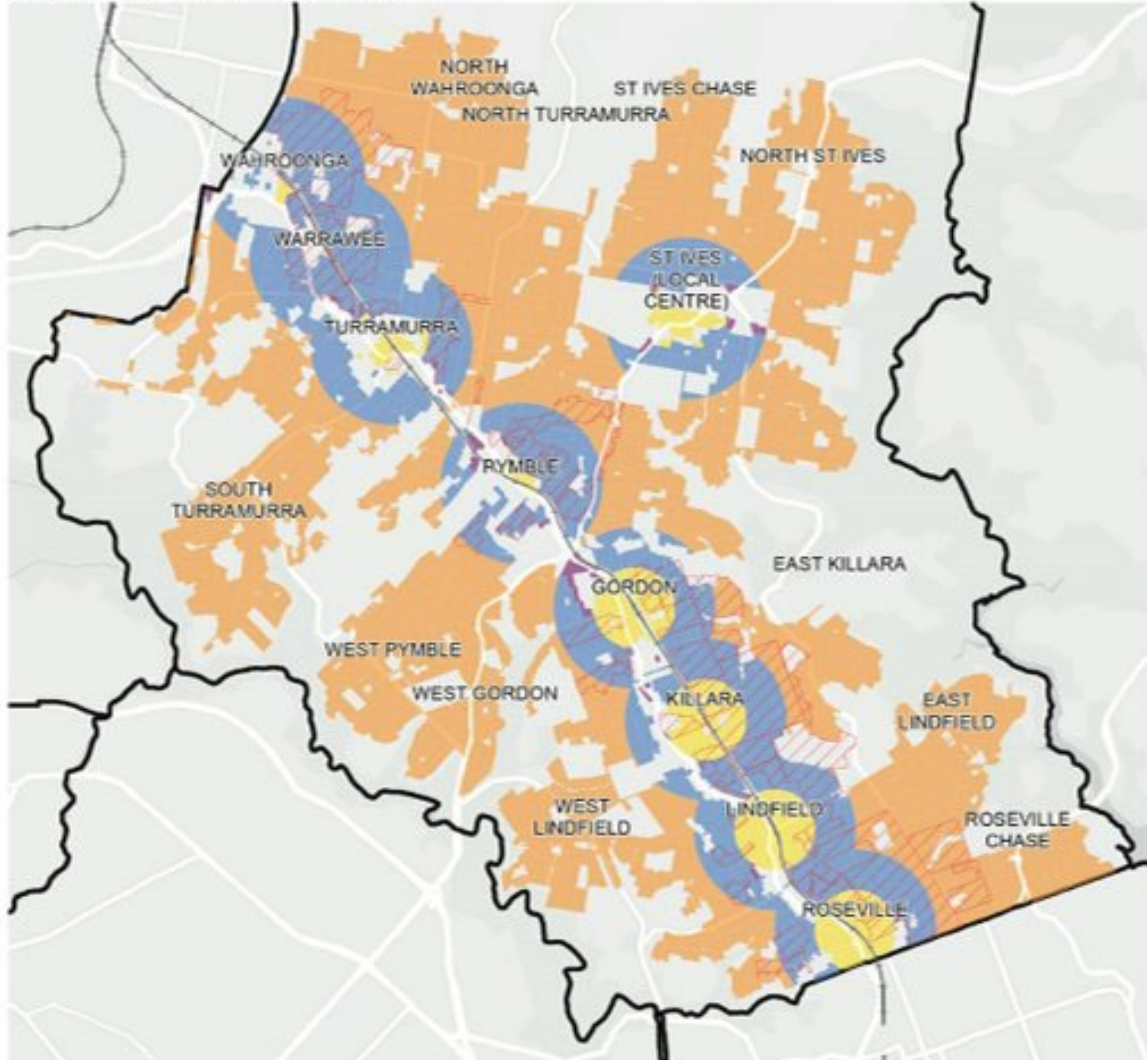 NORTH
WAHROONGA
ST IVES CHASE
NORTH TURRAMURRA
NORTH ST IVES
WAHROONGA
WARRAWEE
ST IVES
(LOCAL
CENTRE)
TURRAMURRA
PYMBLE
SOUTH
TURRAMURRA
EAST KILLARA
GORDON
WEST PYMBLE
WEST GORDON
KILLARA
EAST
LINDFIELD
WEST
LINDFIELD
LINDFIELD
ROSEVILLE
CHASE
ROSEVILLE